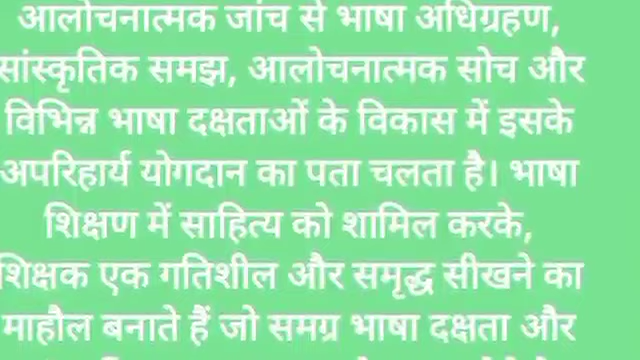 आलोचनात्मक जांच से भाषा अधिग्रहण,
सांस्कृतिक समझ, आलोचनात्मक सोच और
विभिन्न भाषा दक्षताओं के विकास में इसके
अपरिहार्य योगदान का पता चलता है। भाषा
शिक्षण में साहित्य को शामिल करके,
शिक्षक एक गतिशील और समृद्ध सीखने का
माहौल बनाते हैं जो समग्र भाषा दक्षता और